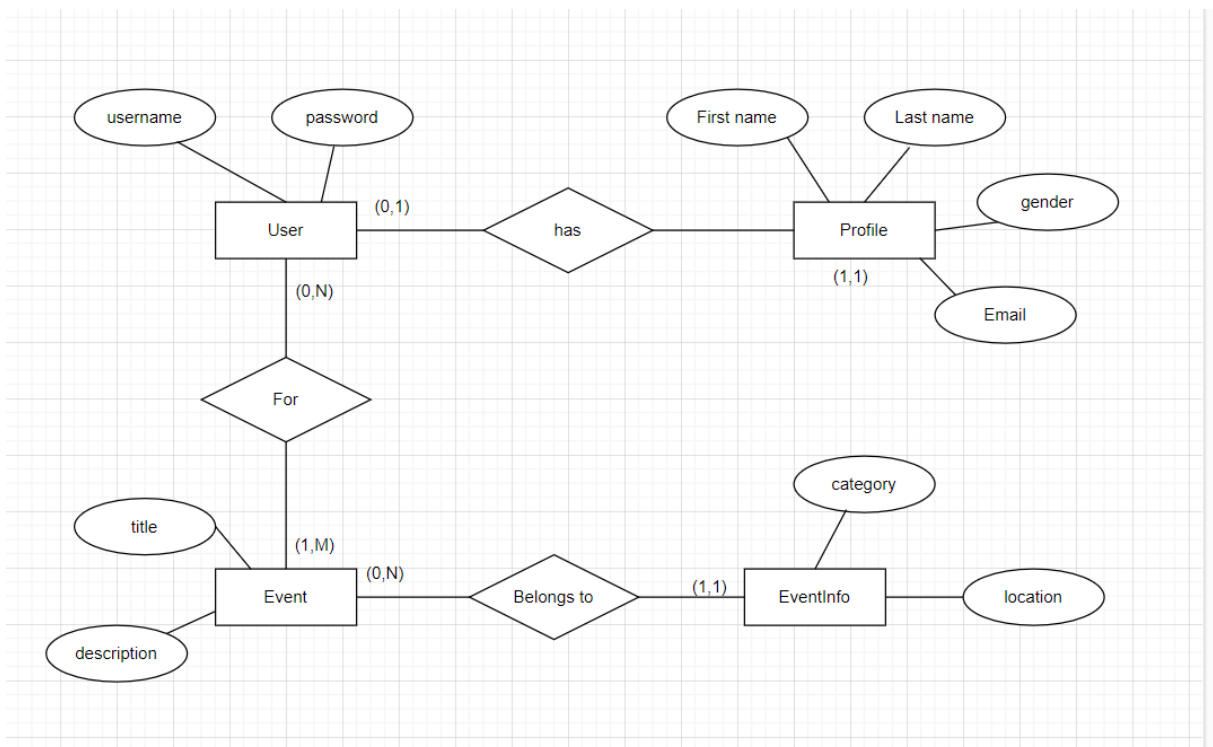 username
password
First name
Last name
gender
(0,1)
User
has
Profile
(0,N)
(1,1)
Email
For
category
title
(1,M)
(0,N)
(1,1)
Event
Belongs to
EventInfo
location
description